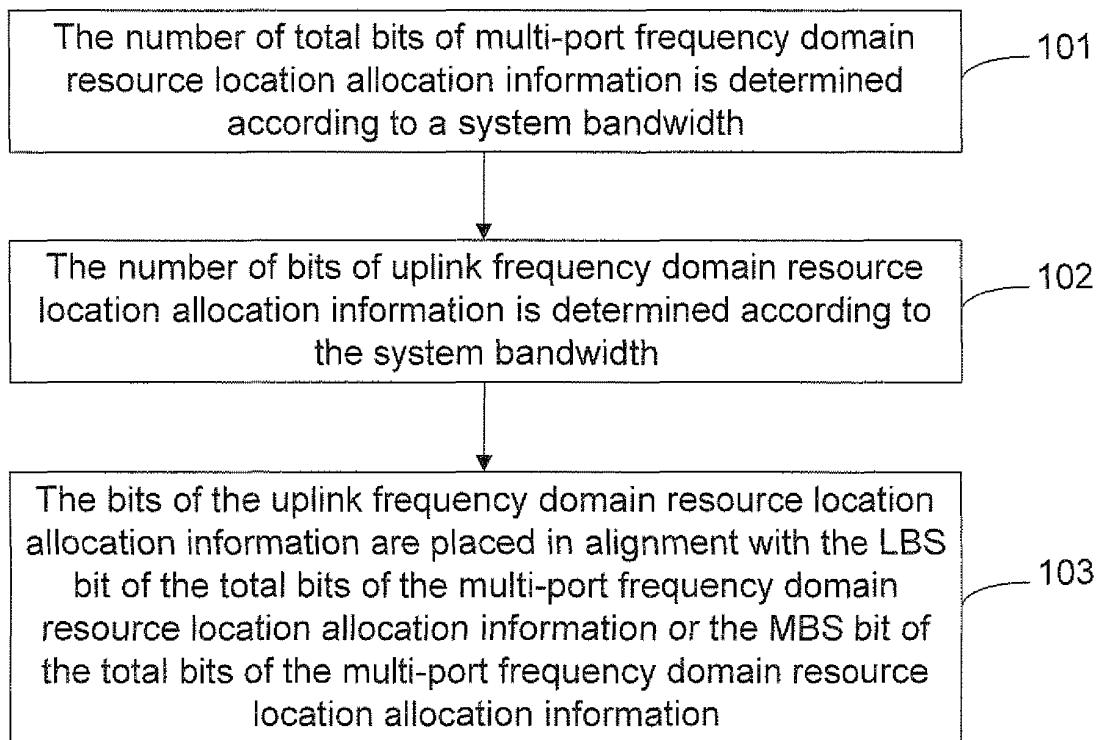 The number of total bits of multi-port frequency domain
resource location allocation information is determined
according to a system bandwidth
101
The number of bits of uplink frequency domain resource
location allocation information is determined according to
the system bandwidth
102
The bits of the uplink frequency domain resource location
allocation information are placed in alignment with the LBS
bit of the total bits of the multi-port frequency domain
resource location allocation information or the MBS bit of
the total bits of the multi-port frequency domain resource
location allocation information
103